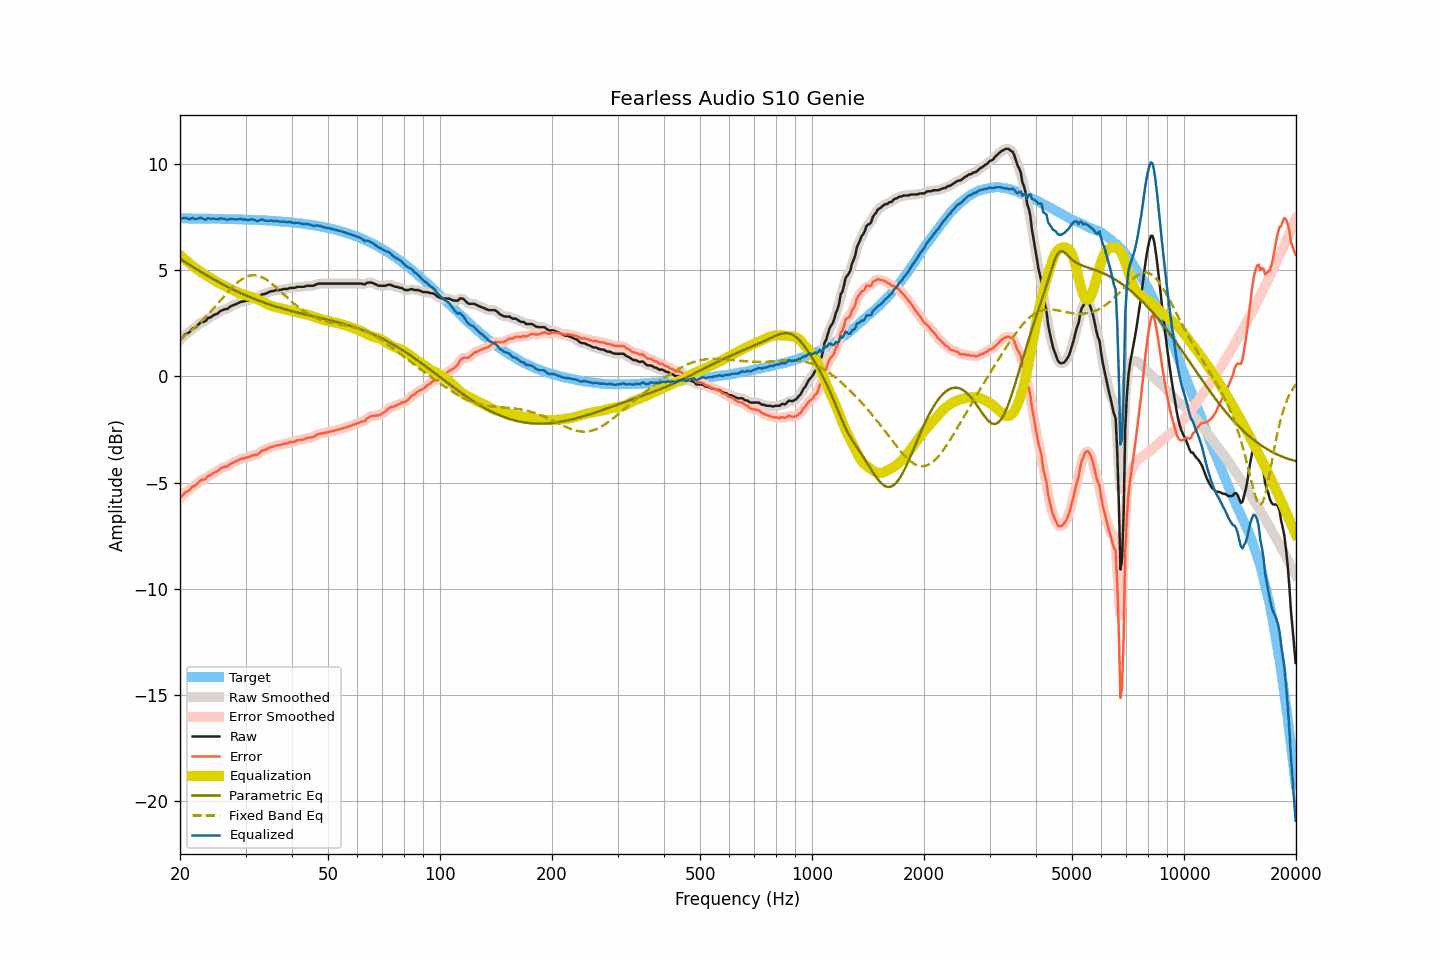 Fearless Audio S10 Genie
Amplitude (dBr)
10
5
0
−5
−10
−15
−20
Target
Raw Smoothed
Error Smoothed
Raw
Error
Equalization
Parametric Eq
Fixed Band Eq
Equalized
20 50 100 200 500 1000 2000 5000 10000 20000
Frequency (Hz)